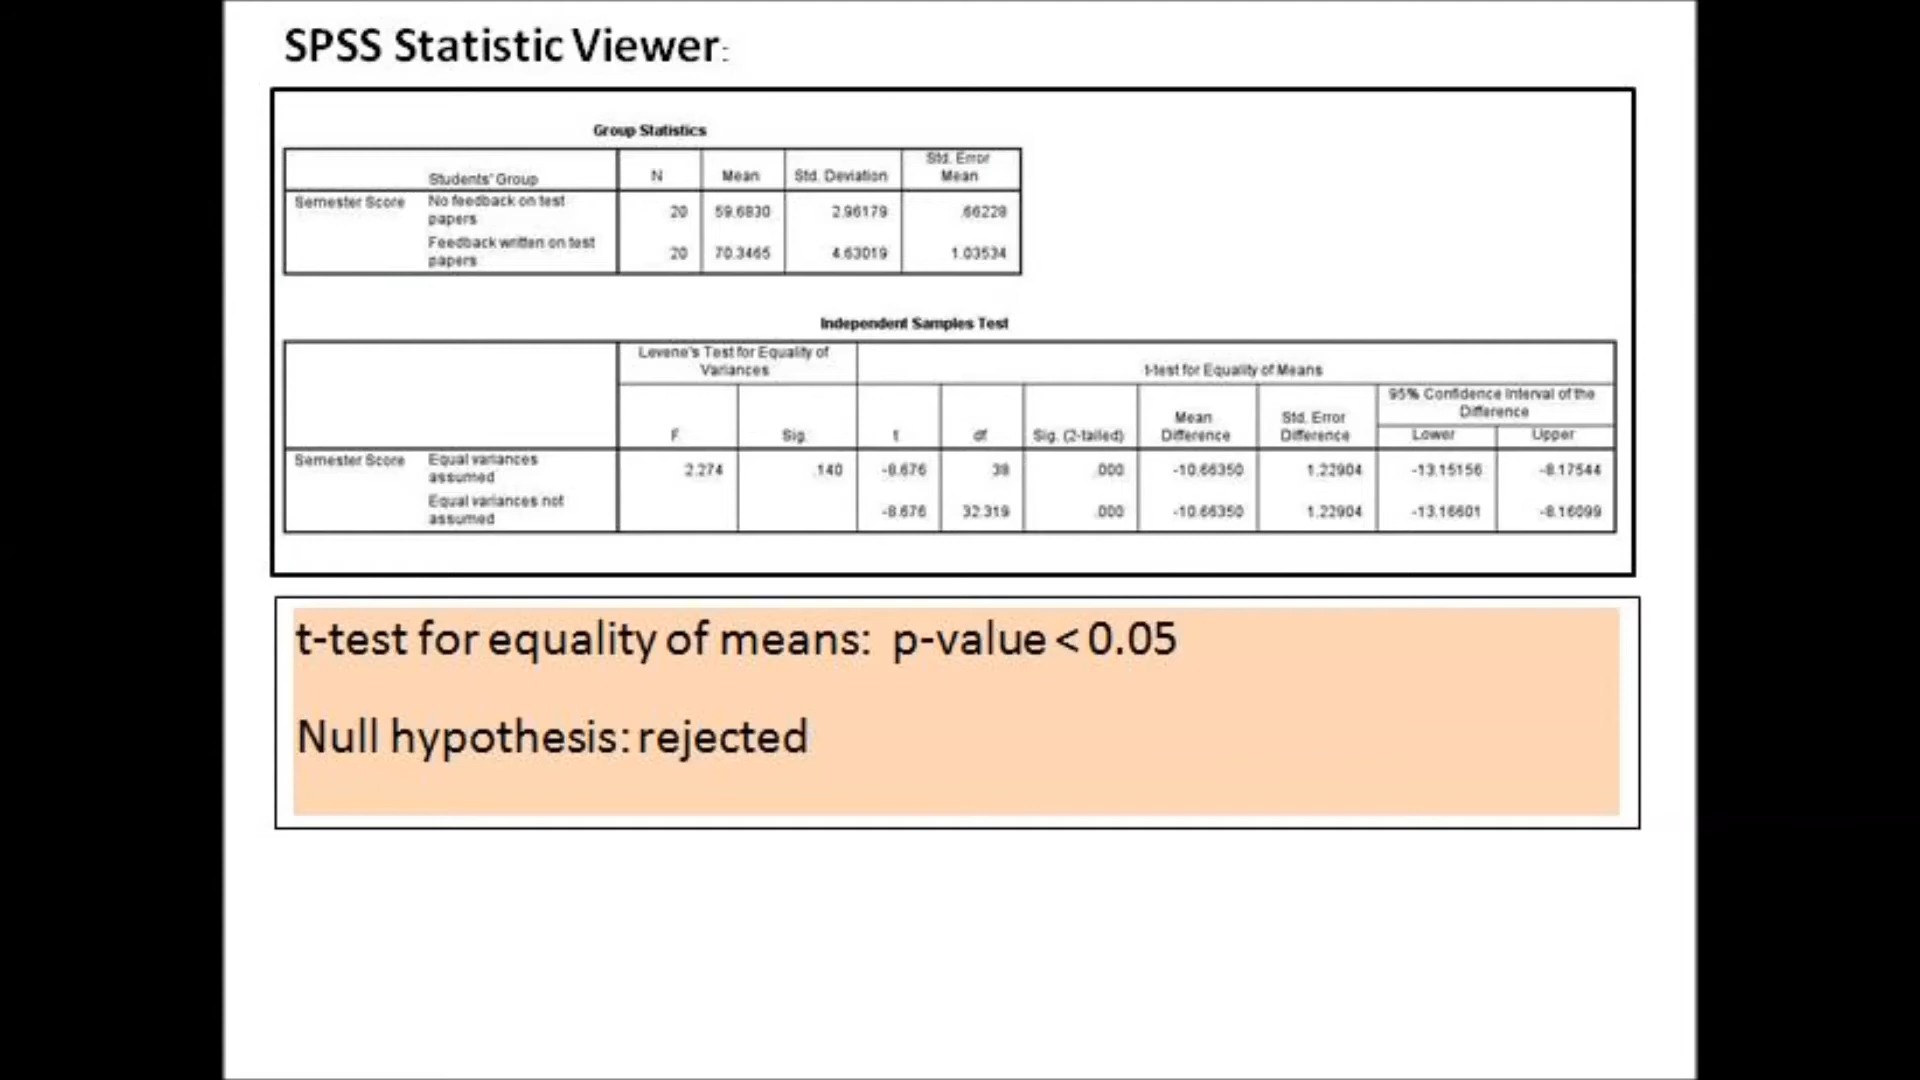 SPSS Statistic Viewer:
Group Statistics
Students' Group N Mean Std. Deviation Std. Error Mean
Semester Score No feedback on test papers 20 59.6830 2.96179 .66228
Feedback written on test papers 20 70.3465 4.63019 1.03534
Independent Samples Test
Levene's Test for Equality of Variances t-test for Equality of Means
95% Confidence Interval of the Difference
F Sig. t df Sig. (2-tailed) Mean Difference Std. Error Difference Lower Upper
Semester Score Equal variances assumed 2.274 .140 -8.676 38 .000 -10.66350 1.22904 -13.15156 -8.17544
Equal variances not assumed -8.676 32.319 .000 -10.66350 1.22904 -13.16601 -8.16099
t-test for equality of means: p-value < 0.05
Null hypothesis: rejected